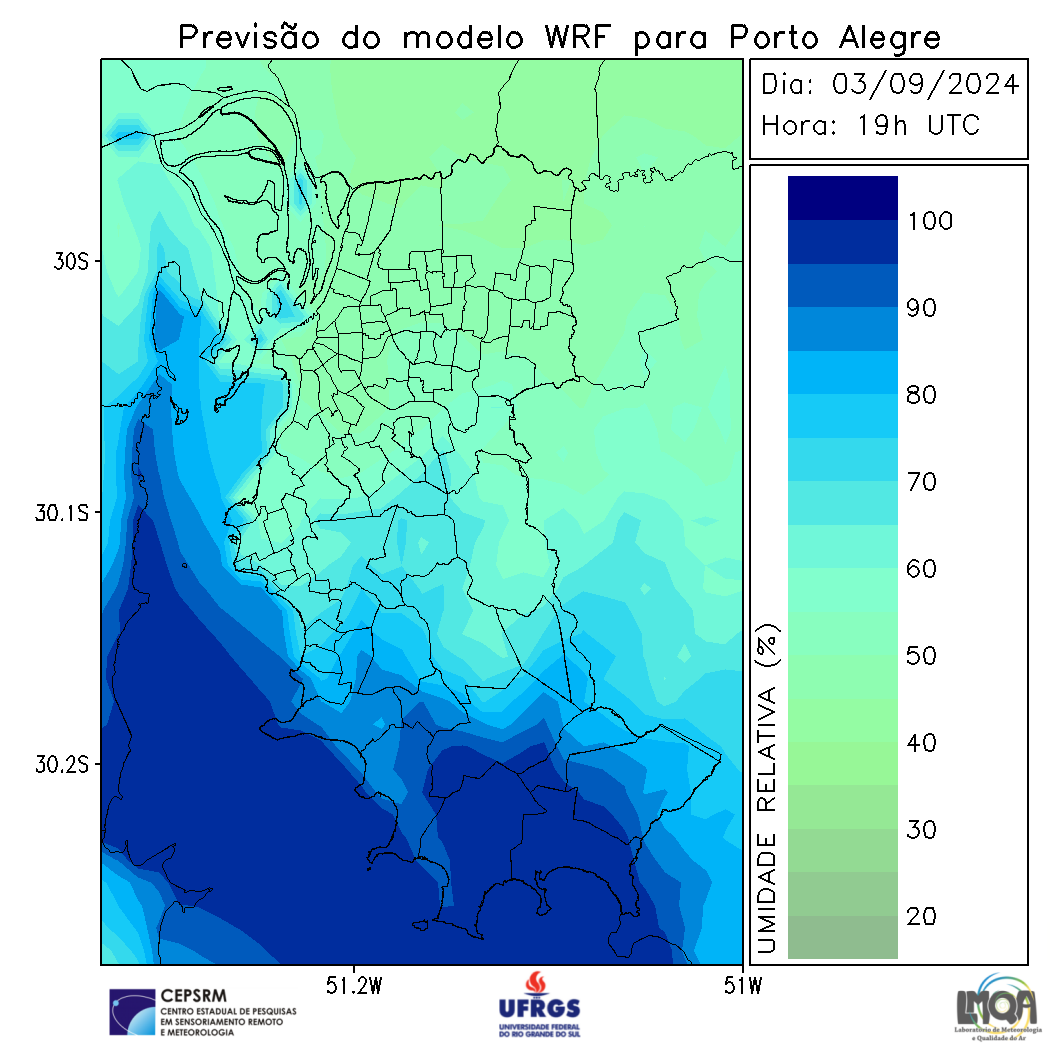 Previsão do modelo WRF para Porto Alegre
Dia: 03/09/2024
Hora: 19h UTC
30S
30.1S
30.2S
51.2W
51W
UMIDADE RELATIVA (%)
100
90
80
70
60
50
40
30
20
CEPSRM
CENTRO ESTADUAL DE PESQUISAS
EM SENSORIAMENTO REMOTO
E METEOROLOGIA
UFRGS
UNIVERSIDADE FEDERAL
DO RIO GRANDE DO SUL
LMQA
Laboratório de Meteorologia
e Qualidade do Ar